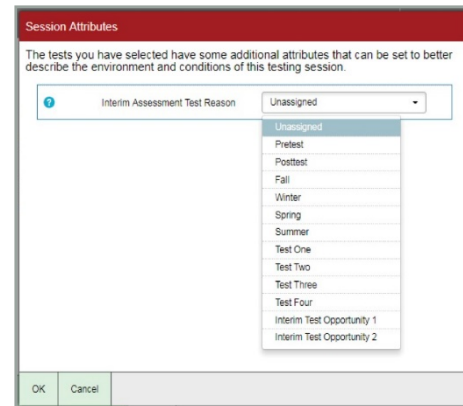 Session Attributes
The tests you have selected have some additional attributes that can be set to better
describe the environment and conditions of this testing session.
? Interim Assessment Test Reason Unassigned
Unassigned
Pretest
Posttest
Fall
Winter
Spring
Summer
Test One
Test Two
Test Three
Test Four
Interim Test Opportunity 1
Interim Test Opportunity 2
OK Cancel